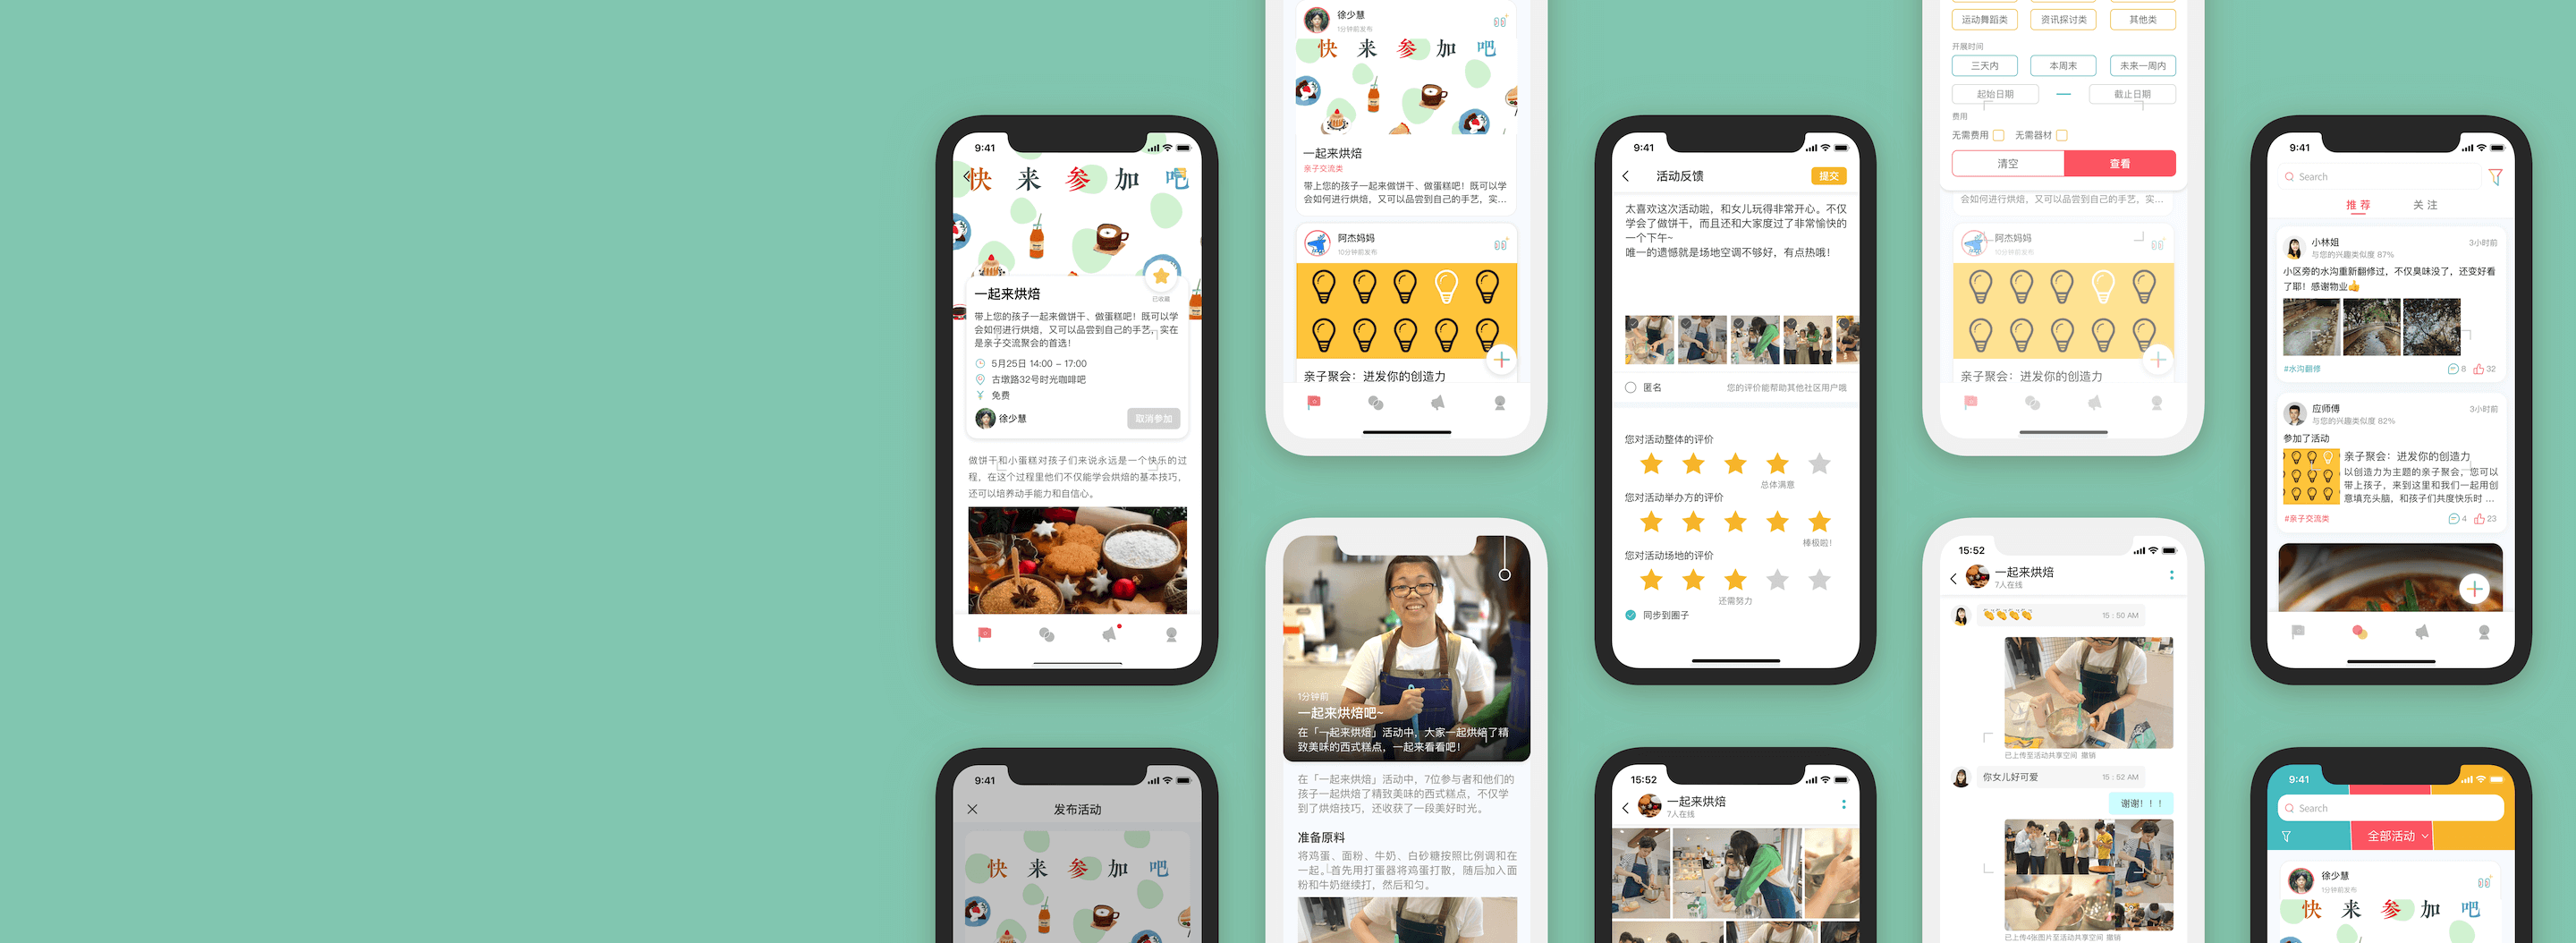 9:41
快来参加吧
一起来烘焙
已收藏
带上您的孩子一起来做饼干、做蛋糕吧！既可以学
会如何进行烘焙，又可以品尝到自己的手艺，实在
是亲子交流聚会的首选！
5月25日 14:00 – 17:00
古墩路32号时光咖啡吧
免费
徐少慧
取消参加
做饼干和小蛋糕对孩子们来说永远是一个快乐的过
程，在这个过程里他们不仅能学会烘焙的基本技巧，
还可以培养动手能力和自信心。
9:41
发布活动
快来参加吧
徐少慧
1分钟前发布
快来参加吧
一起来烘焙
亲子交流类
带上您的孩子一起来做饼干、做蛋糕吧！既可以学
会如何进行烘焙，又可以品尝到自己的手艺，实...
阿杰妈妈
10分钟前发布
亲子聚会：迸发你的创造力
1分钟前
一起来烘焙吧~
在「一起来烘焙」活动中，大家一起烘焙了精
致美味的西式糕点，一起来看看吧！
在「一起来烘焙」活动中，7位参与者和他们的
孩子一起烘焙了精致美味的西式糕点，不仅学
到了烘焙技巧，还收获了一段美好时光。
准备原料
将鸡蛋、面粉、牛奶、白砂糖按照比例调和在
一起。首先用打蛋器将鸡蛋打散，随后加入面
粉和牛奶继续打，然后和匀。
9:41
活动反馈
提交
太喜欢这次活动啦，和女儿玩得非常开心。不仅
学会了做饼干，而且还和大家度过了非常愉快的
一个下午~
唯一的遗憾就是场地空调不够好，有点热哦！
匿名
您的评价能帮助其他社区用户哦
您对活动整体的评价
总体满意
您对活动举办方的评价
棒极啦！
您对活动场地的评价
还需努力
同步到圈子
15:52
一起来烘焙
7人在线
运动舞蹈类 资讯探讨类 其他类
开展时间
三天内 本周末 未来一周内
起始日期 — 截止日期
费用
无需费用 无需器材
清空 查看
会如何进行烘焙，又可以品尝到自己的手艺，实...
阿杰妈妈
10分钟前发布
亲子聚会：迸发你的创造力
15:52
一起来烘焙
7人在线
15 : 50 AM
已上传至活动共享空间 撤销
你女儿好可爱
15 : 52 AM
谢谢！！！
已上传4张图片至活动共享空间 撤销
9:41
Search
推荐 关注
小林姐
3小时前
与您的兴趣类似度 87%
小区旁的水沟重新翻修过，不仅臭味没了，还变好看
了耶！感谢物业👍
#水沟翻修
8 32
应师傅
3小时前
与您的兴趣类似度 82%
参加了活动
亲子聚会：迸发你的创造力
以创造力为主题的亲子聚会，您可以
带上孩子，来到这里和我们一起用创
意填充头脑，和孩子们共度快乐时 ...
#亲子交流类
4 23
9:41
Search
全部活动
徐少慧
1分钟前发布
快来参加吧